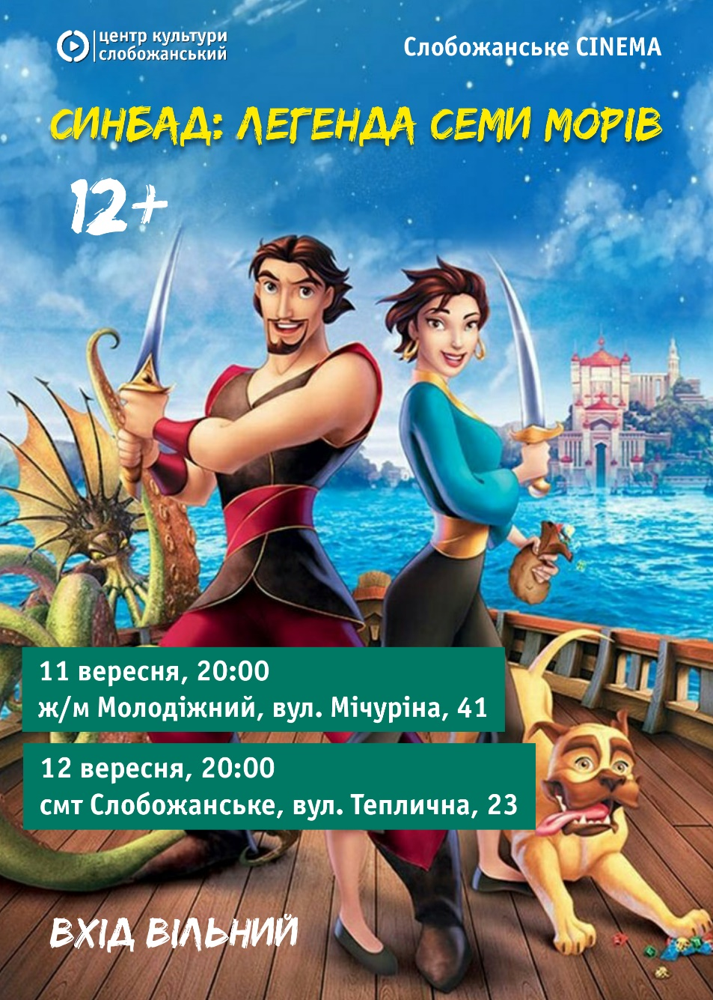 центр культури
слобожанський
Слобожанське CINEMA
СИНБАД: ЛЕГЕНДА СЕМИ МОРІВ
12+
11 вересня, 20:00
ж/м Молодіжний, вул. Мічуріна, 41
12 вересня, 20:00
смт Слобожанське, вул. Теплична, 23
ВХІД ВІЛЬНИЙ